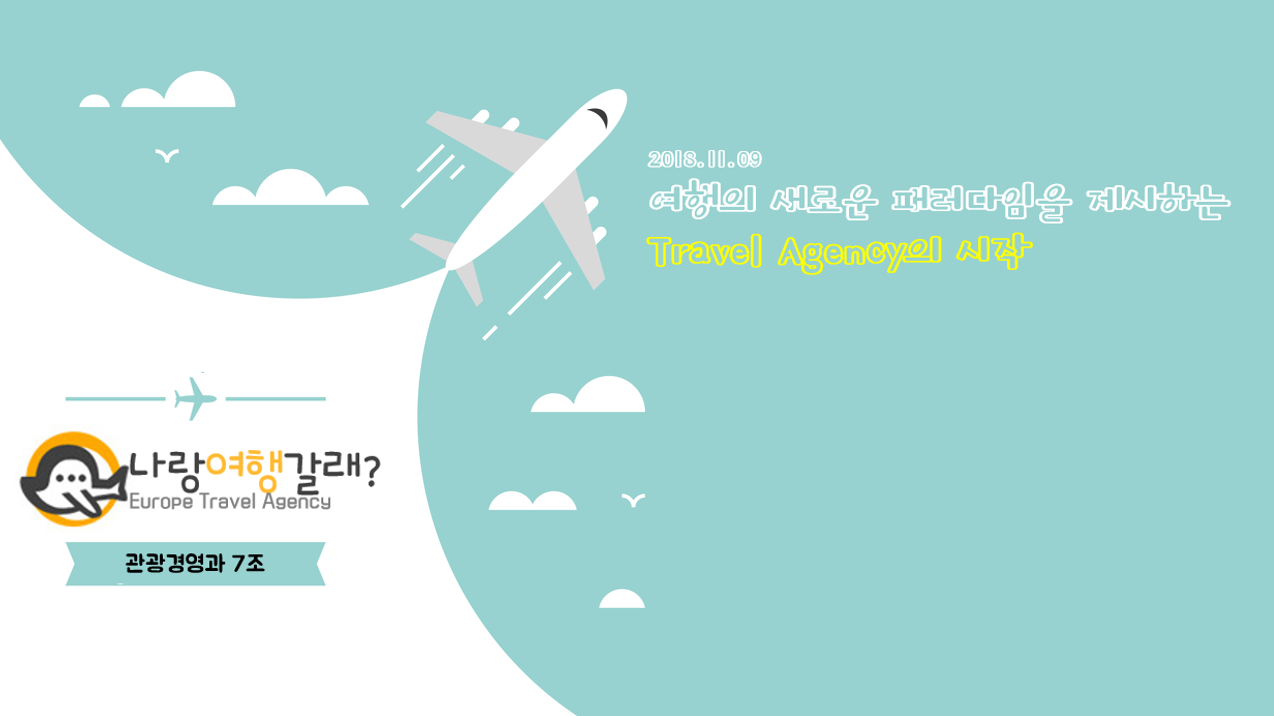 2018.11.09
여행의 새로운 패러다임을 제시하는
Travel Agency의 시작
나랑여행갈래?
Europe Travel Agency
관광경영과 7조